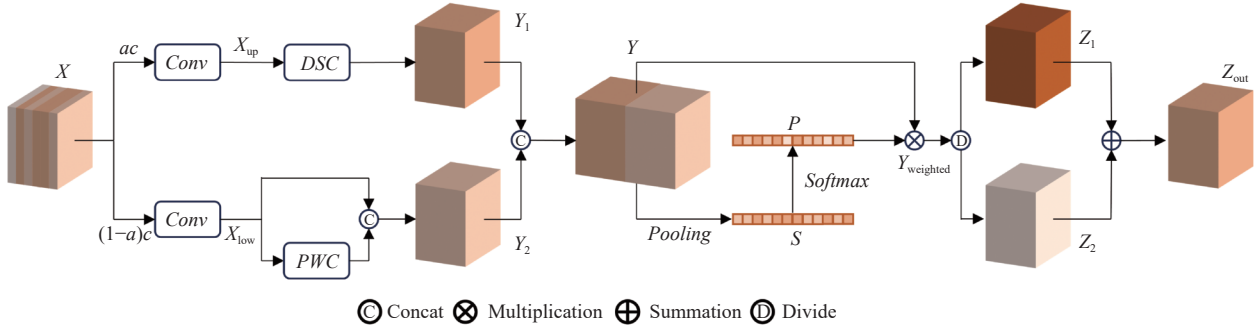 X
ac
Conv
X_up
DSC
Y_1
(1−a)c
Conv
X_low
PWC
C
Y_2
C
Y
Pooling
S
Softmax
P
Y_weighted
D
Z_1
Z_2
Z_out
C Concat
Multiplication
Summation
D Divide